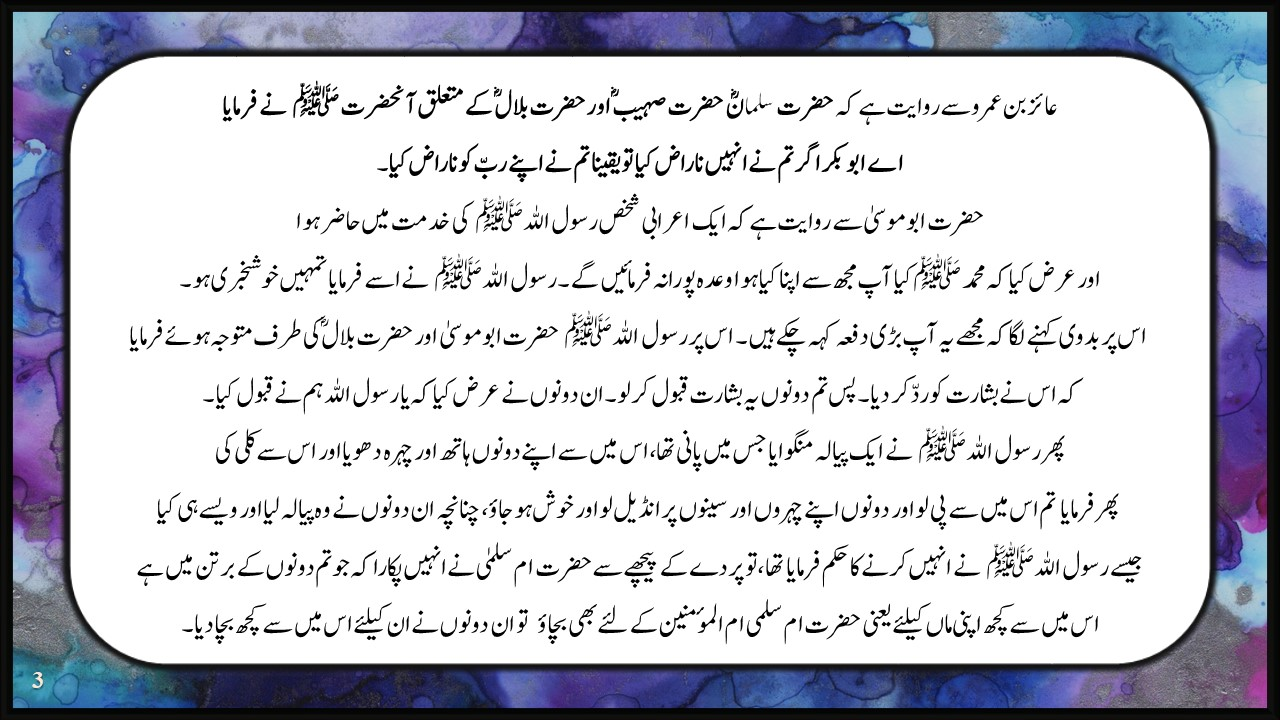 عائز بن عمرو سے روایت ہے کہ حضرت سلمانؓ حضرت صہیبؓ اور حضرت بلالؓ کے متعلق آنحضرت ﷺ نے فرمایا
اے ابو بکر اگر تم نے انہیں ناراض کیا تو یقینا تم نے اپنے ربّ کو ناراض کیا۔
حضرت ابو موسیٰ سے روایت ہے کہ ایک اعرابی شخص رسول اللہ ﷺ کی خدمت میں حاضر ہوا
اور عرض کیا کہ محمد ﷺ کیا آپ مجھ سے اپنا کیا ہوا وعدہ پورا نہ فرمائیں گے۔ رسول اللہ ﷺ نے اسے فرمایا تمہیں خوشخبری ہو۔
اس پر بدوی کہنے لگا کہ مجھے یہ آپ بڑی دفعہ کہہ چکے ہیں۔ اس پر رسول اللہ ﷺ حضرت ابو موسیٰ اور حضرت بلالؓ کی طرف متوجہ ہوئے فرمایا
کہ اس نے بشارت کو ردّ کر دیا۔ پس تم دونوں یہ بشارت قبول کر لو۔ ان دونوں نے عرض کیا کہ یا رسول اللہ ہم نے قبول کیا۔
پھر رسول اللہ ﷺ نے ایک پیالہ منگوایا جس میں پانی تھا، اس میں سے اپنے دونوں ہاتھ اور چہرہ دھویا اور اس سے کلی کی
پھر فرمایا تم اس میں سے پی لو اور دونوں اپنے چہروں اور سینوں پر انڈیل لو اور خوش ہو جاؤ، چنانچہ ان دونوں نے وہ پیالہ لیا اور ویسے ہی کیا
جیسے رسول اللہ ﷺ نے انہیں کرنے کا حکم فرمایا تھا، تو پردے کے پیچھے سے حضرت ام سلمیٰ نے انہیں پکارا کہ جو تم دونوں کے برتن میں ہے
اس میں سے کچھ اپنی ماں کیلئے یعنی حضرت ام سلمی ام المومنین کے لئے بھی بچاؤ تو ان دونوں نے ان کیلئے اس میں سے کچھ بچا دیا۔
3